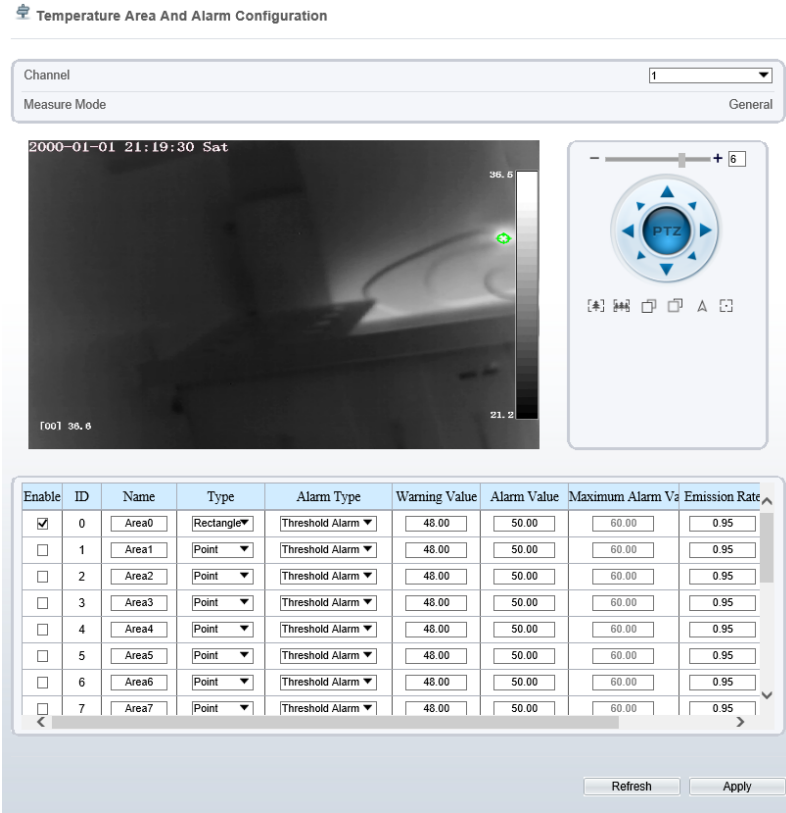 Temperature Area And Alarm Configuration
Channel 1
Measure Mode General
2000-01-01 21:19:30 Sat
36.5
21.2
[00] 36.6
− + 6
PTZ
Enable ID Name Type Alarm Type Warning Value Alarm Value Maximum Alarm Va Emission Rate
0 Area0 Rectangle Threshold Alarm 48.00 50.00 60.00 0.95
1 Area1 Point Threshold Alarm 48.00 50.00 60.00 0.95
2 Area2 Point Threshold Alarm 48.00 50.00 60.00 0.95
3 Area3 Point Threshold Alarm 48.00 50.00 60.00 0.95
4 Area4 Point Threshold Alarm 48.00 50.00 60.00 0.95
5 Area5 Point Threshold Alarm 48.00 50.00 60.00 0.95
6 Area6 Point Threshold Alarm 48.00 50.00 60.00 0.95
7 Area7 Point Threshold Alarm 48.00 50.00 60.00 0.95
Refresh Apply